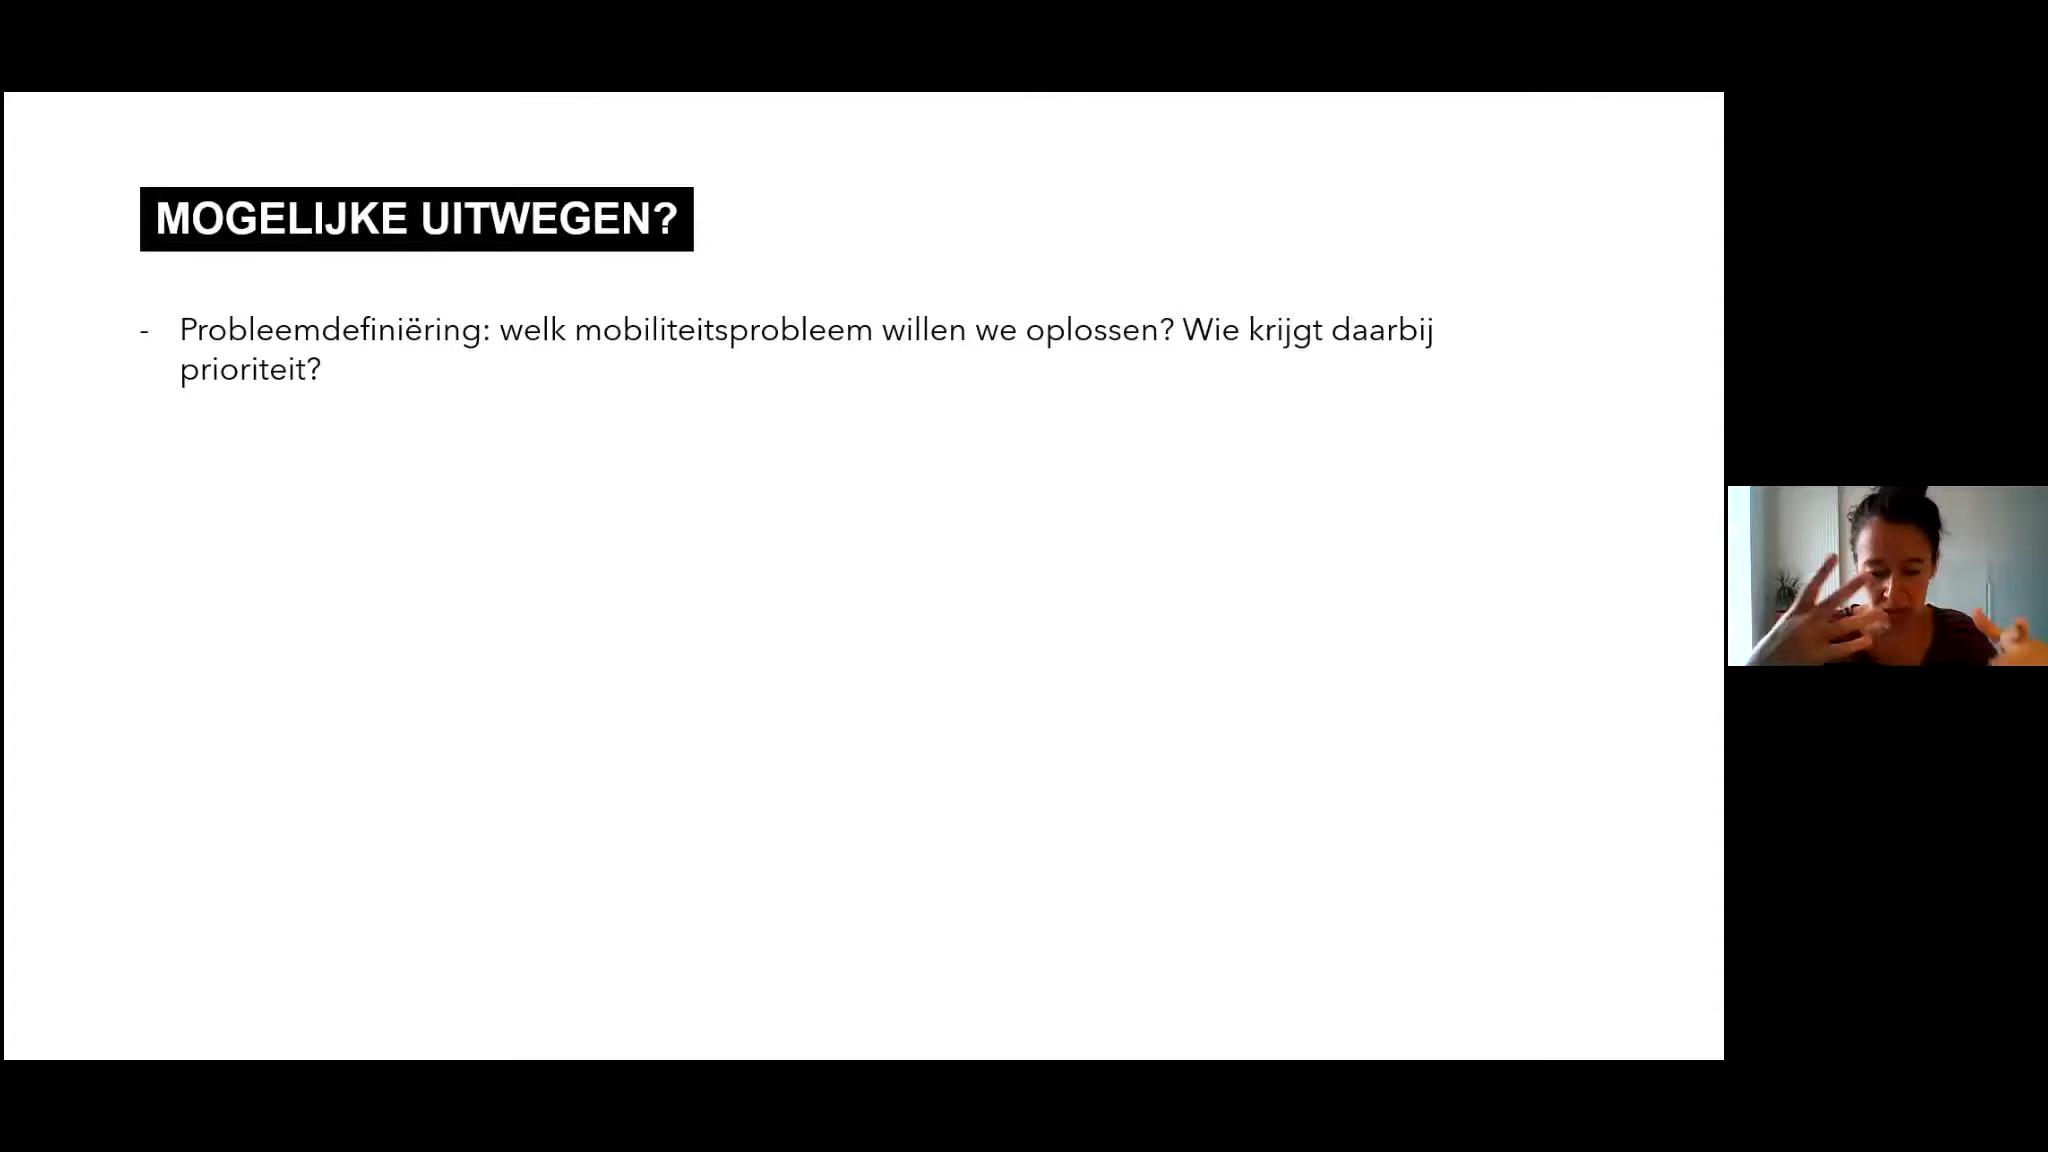 MOGELIJKE UITWEGEN?
- Probleemdefiniëring: welk mobiliteitsprobleem willen we oplossen? Wie krijgt daarbij
prioriteit?